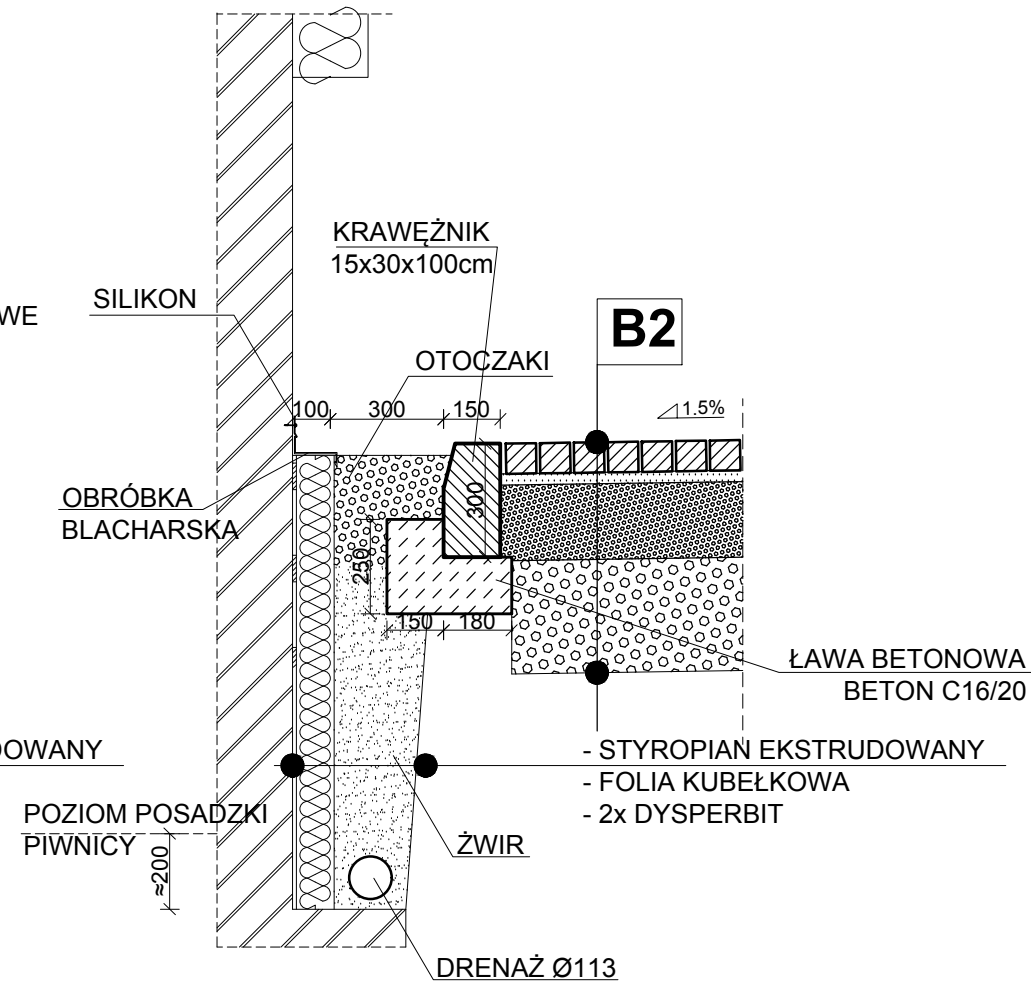 KRAWĘŻNIK
15x30x100cm
SILIKON
WE
B2
OTOCZAKI
100
300
150
1.5%
OBRÓBKA
BLACHARSKA
300
250
150
180
ŁAWA BETONOWA
BETON C16/20
DOWANY
- STYROPIAN EKSTRUDOWANY
- FOLIA KUBEŁKOWA
- 2x DYSPERBIT
POZIOM POSADZKI
PIWNICY
≈200
ŻWIR
DRENAŻ Ø113